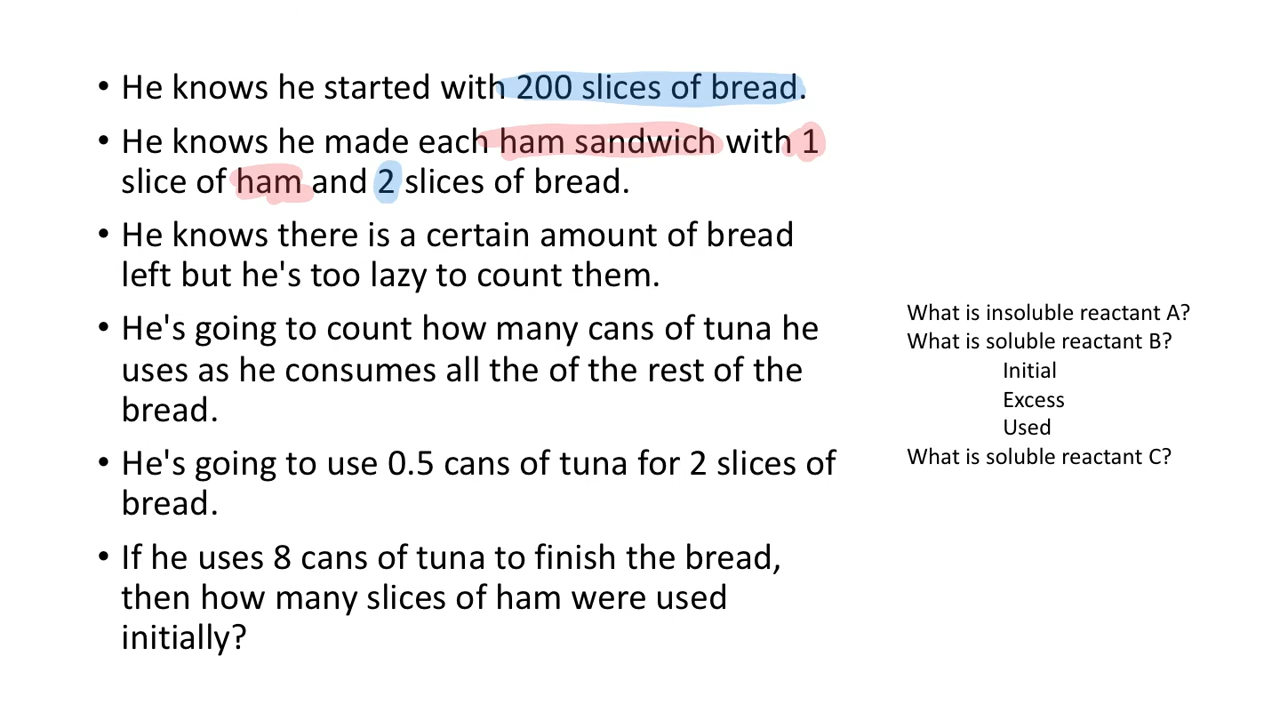 • He knows he started with 200 slices of bread.
• He knows he made each ham sandwich with 1
slice of ham and 2 slices of bread.
• He knows there is a certain amount of bread
left but he's too lazy to count them.
• He's going to count how many cans of tuna he
uses as he consumes all the of the rest of the
bread.
• He's going to use 0.5 cans of tuna for 2 slices of
bread.
• If he uses 8 cans of tuna to finish the bread,
then how many slices of ham were used
initially?
What is insoluble reactant A?
What is soluble reactant B?
Initial
Excess
Used
What is soluble reactant C?